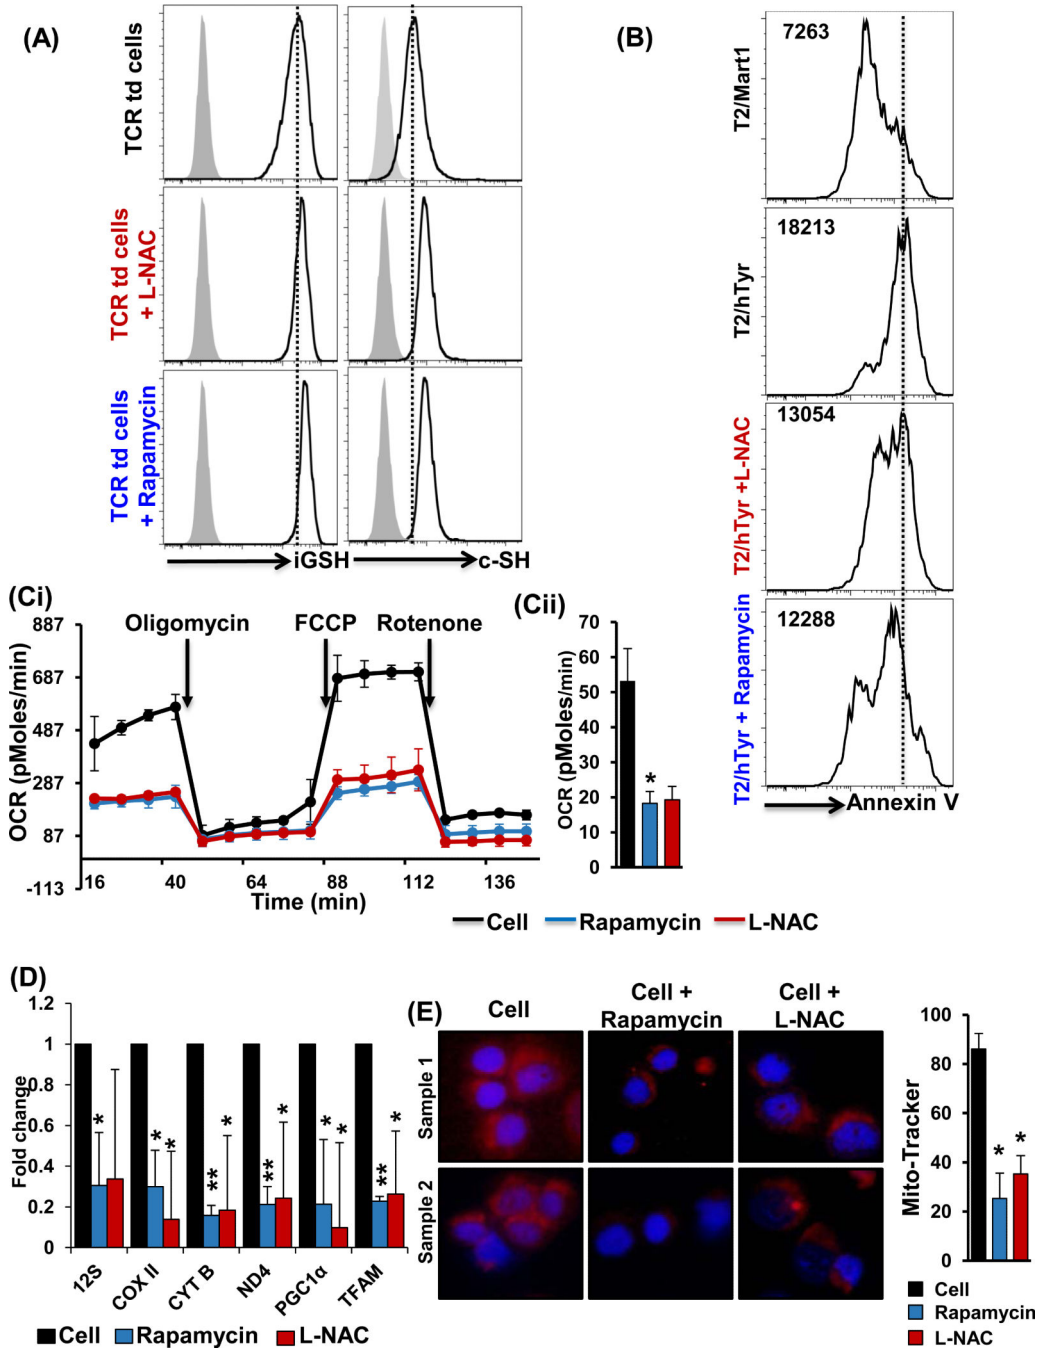 (A)
TCR td cells
TCR td cells
+ L-NAC
TCR td cells
+ Rapamycin
iGSH
c-SH
(B)
T2/Mart1
7263
T2/hTyr
18213
T2/hTyr +L-NAC
13054
T2/hTyr + Rapamycin
12288
Annexin V
(Ci)
OCR (pMoles/min)
887
687
487
287
87
-113
Oligomycin
FCCP
Rotenone
16
40
64
88
112
136
Time (min)
(Cii)
OCR (pMoles/min)
70
60
50
40
30
20
10
0
*
Cell
Rapamycin
L-NAC
(D)
Fold change
1.2
1
0.8
0.6
0.4
0.2
0
*
*
*
**
*
**
*
*
*
**
*
12S
COX II
CYT B
ND4
PGC1α
TFAM
Cell
Rapamycin
L-NAC
(E)
Cell
Cell +
Rapamycin
Cell +
L-NAC
Sample 1
Sample 2
Mito-Tracker
100
80
60
40
20
0
*
*
Cell
Rapamycin
L-NAC